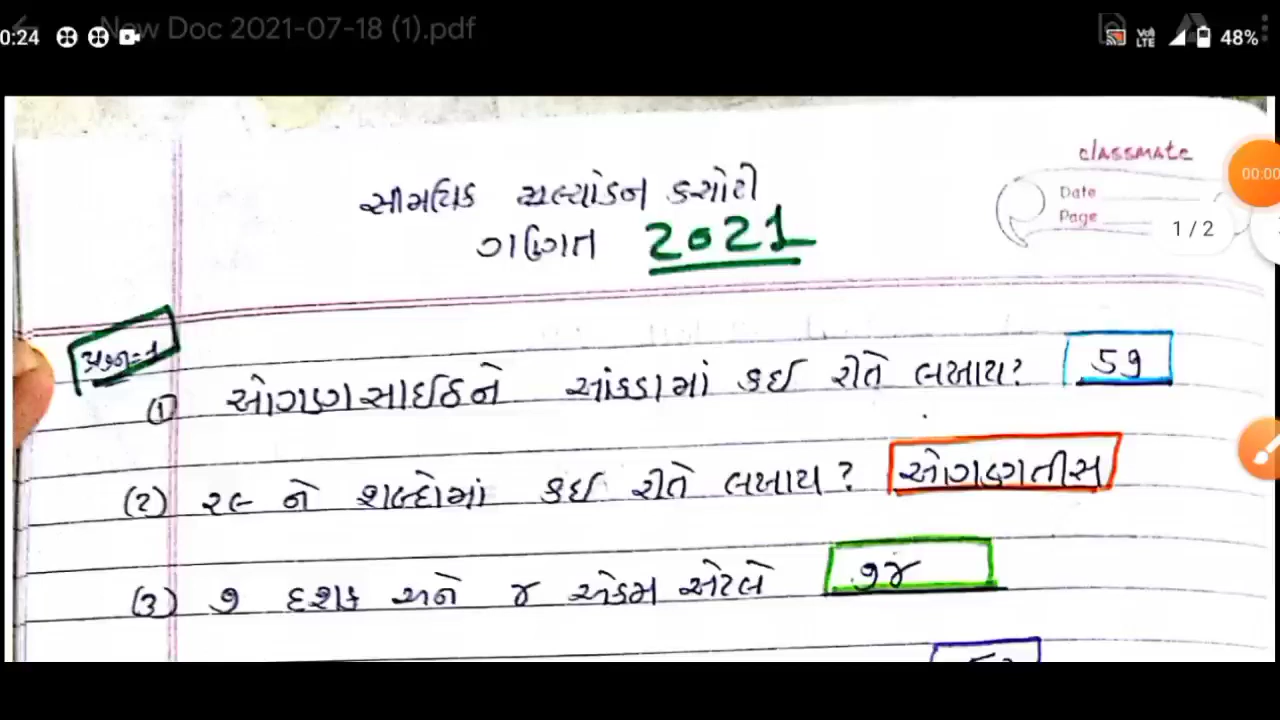 0:24 New Doc 2021-07-18 (1).pdf 48%
classmate
Date
Page
00:00
1/2
સામયિક મૂલ્યાંકન કસોટી
ગણિત 2021
પ્રશ્ન-1
(1) ઓગણસાઈઠને આંકડામાં કઈ રીતે લખાય? 59
(2) ૨૯ ને શબ્દોમાં કઈ રીતે લખાય? ઓગણતીસ
(3) ૭ દશક અને ૪ એકમ એટલે ૭૪